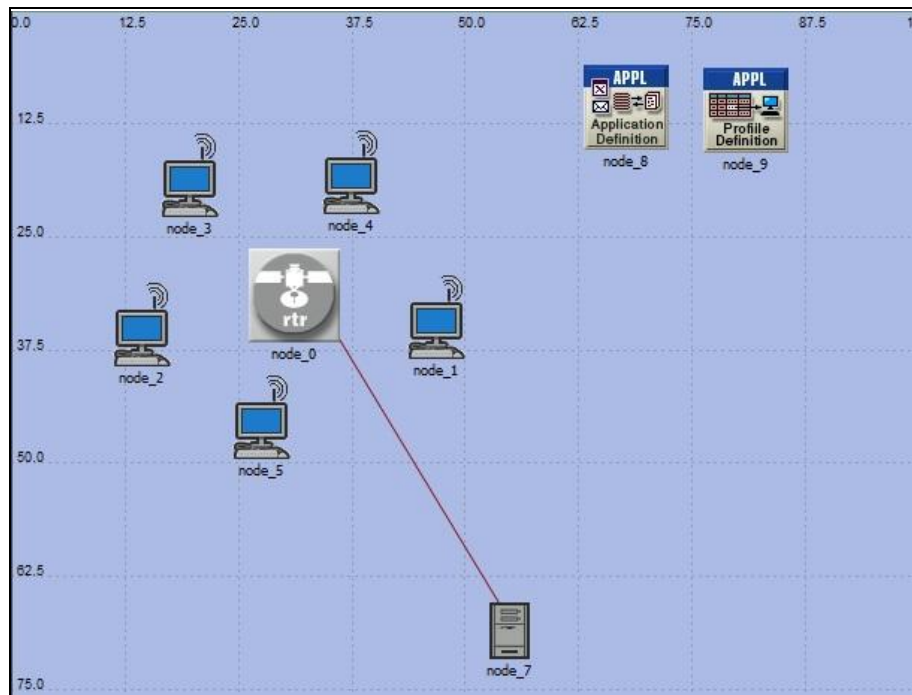 0.0 12.5 25.0 37.5 50.0 62.5 75.0 87.5
12.5
25.0
37.5
50.0
62.5
75.0
APPL
Application
Definition
node_8
APPL
Profile
Definition
node_9
node_3
node_4
rtr
node_0
node_2
node_1
node_5
node_7